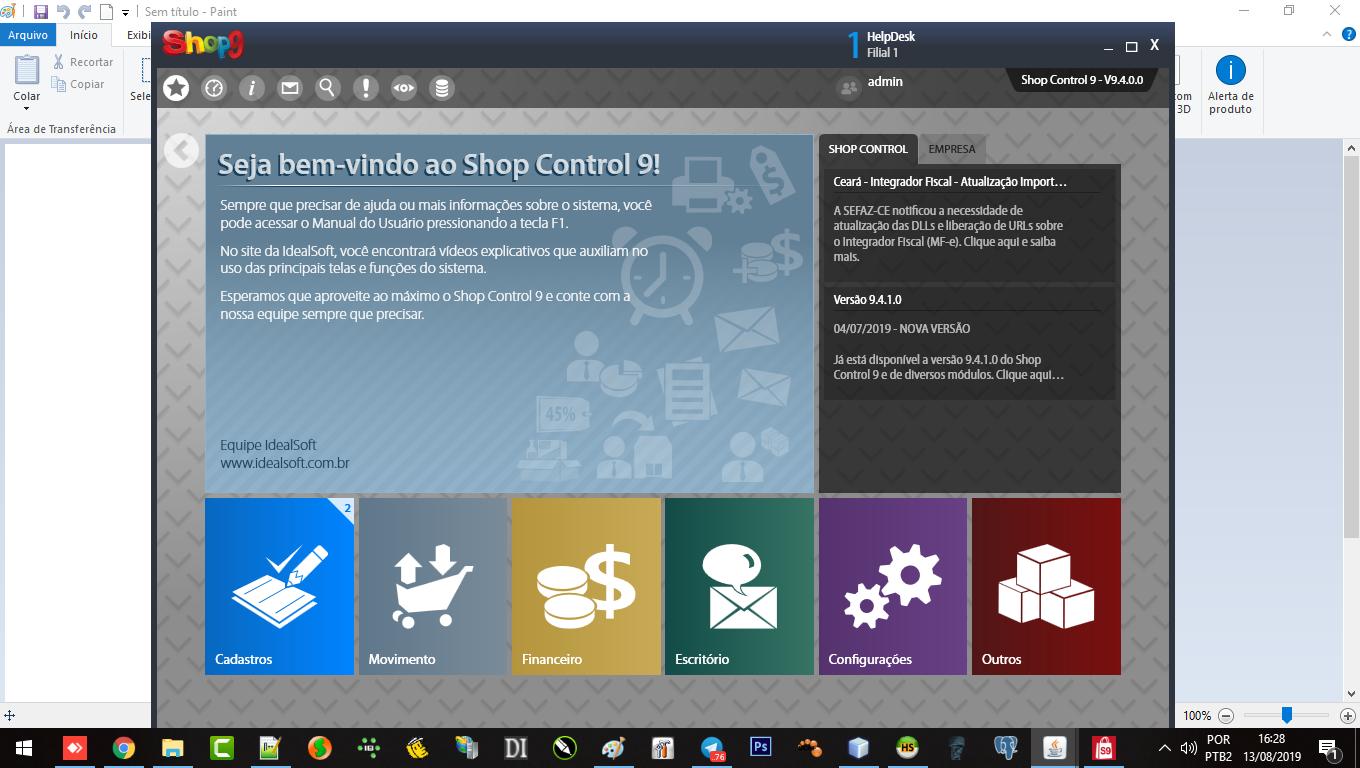 Sem título - Paint
Arquivo
Início
Exibi
Colar
Recortar
Copiar
Sele
Área de Transferência
om
3D
Alerta de
produto
Shop9
1
HelpDesk
Filial 1
X
admin
Shop Control 9 - V9.4.0.0
Seja bem-vindo ao Shop Control 9!
Sempre que precisar de ajuda ou mais informações sobre o sistema, você
pode acessar o Manual do Usuário pressionando a tecla F1.
No site da IdealSoft, você encontrará vídeos explicativos que auxiliam no
uso das principais telas e funções do sistema.
Esperamos que aproveite ao máximo o Shop Control 9 e conte com a
nossa equipe sempre que precisar.
45%
Equipe IdealSoft
www.idealsoft.com.br
SHOP CONTROL
EMPRESA
Ceará - Integrador Fiscal - Atualização Import…
A SEFAZ-CE notificou a necessidade de
atualização das DLLs e liberação de URLs sobre
o Integrador Fiscal (MF-e). Clique aqui e saiba
mais.
Versão 9.4.1.0
04/07/2019 - NOVA VERSÃO
Já está disponível a versão 9.4.1.0 do Shop
Control 9 e de diversos módulos. Clique aqui…
2
Cadastros
Movimento
Financeiro
Escritório
Configurações
Outros
100%
DI
76
Ps
HS
S9
POR
PTB2
16:28
13/08/2019
1